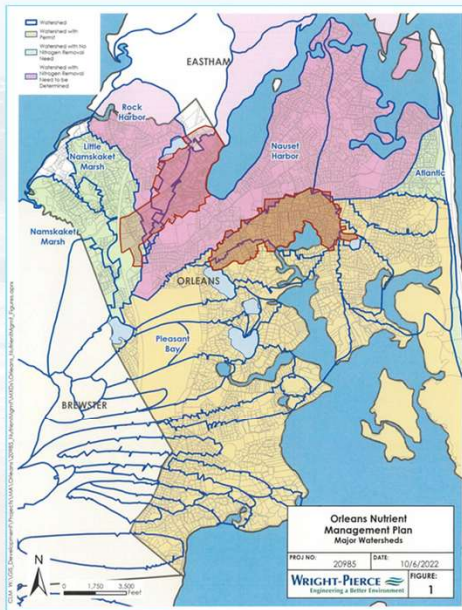 Watershed
Watershed with
Permit
Watershed with No
Nitrogen Removal
Need
Watershed with
Nitrogen Removal
Need to be
Determined
EASTHAM
Rock
Harbor
Little
Namskaket
Marsh
Nauset
Harbor
Atlantic
Namskaket
Marsh
ORLEANS
Pleasant
Bay
BREWSTER
N
0
1,750
3,500
Feet
Orleans Nutrient
Management Plan
Major Watersheds
PROJ NO:
DATE:
20985
10/6/2022
WRIGHT-PIERCE
Engineering a Better Environment
FIGURE:
1